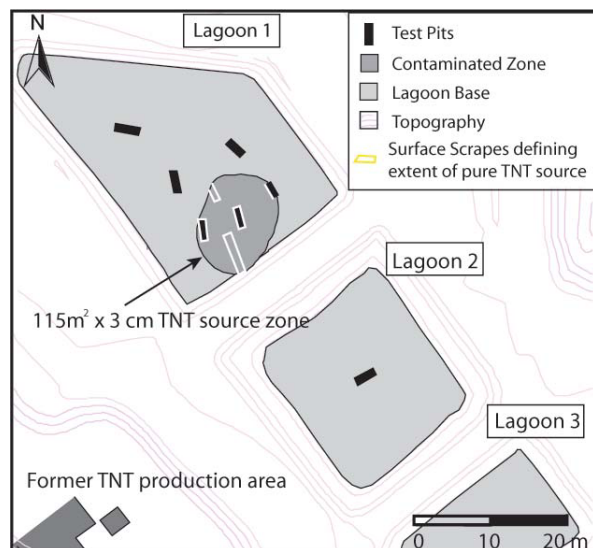 N
Lagoon 1
Test Pits
Contaminated Zone
Lagoon Base
Topography
Surface Scrapes defining
extent of pure TNT source
Lagoon 2
115m² x 3 cm TNT source zone
Lagoon 3
Former TNT production area
0 10 20 m